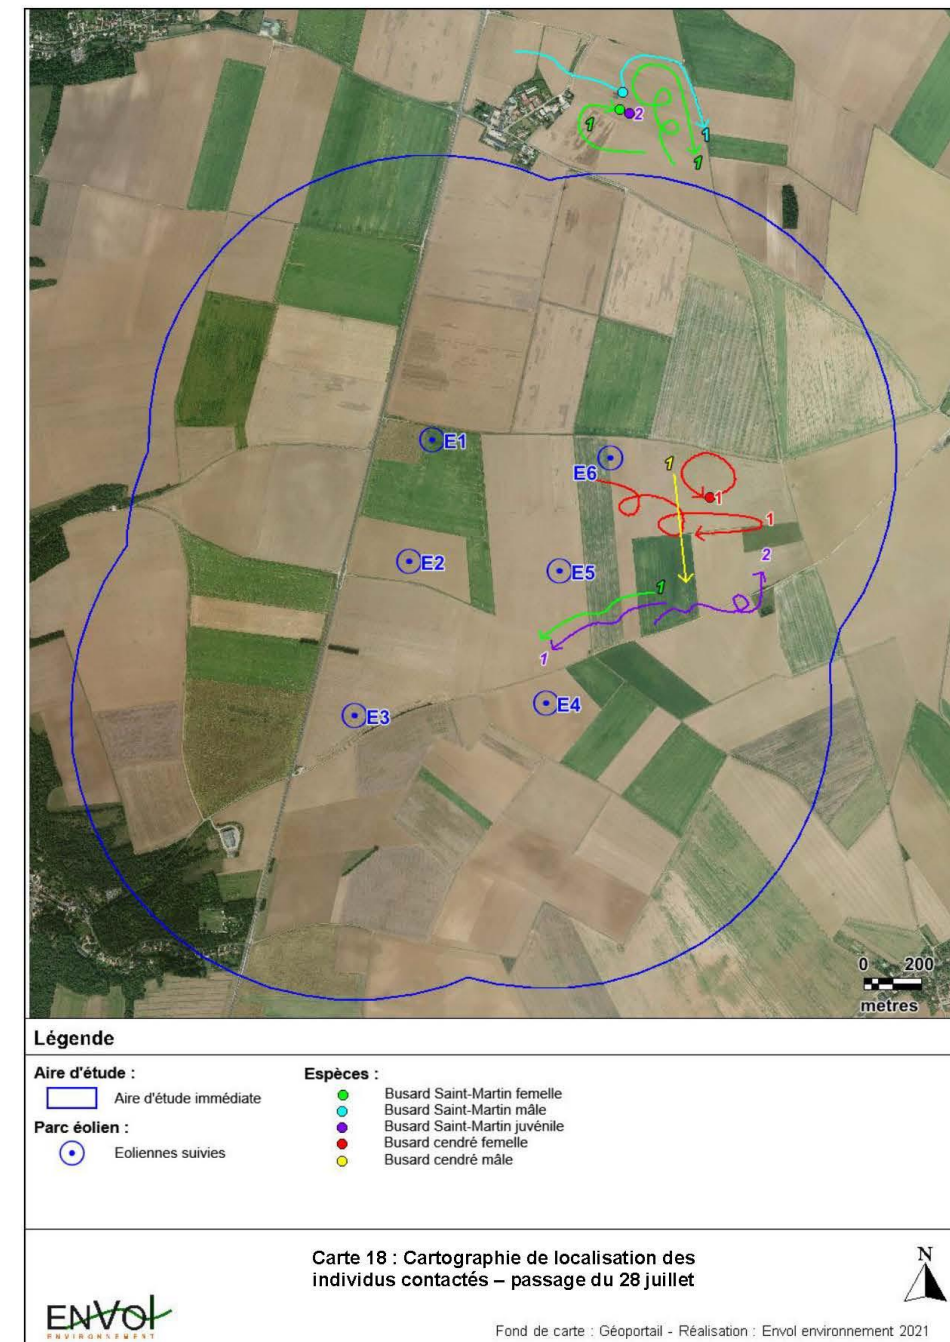 1
2
1
1
E1
E6
1
1
1
E2
E5
2
1
1
E3
E4
0 200
metres
Légende
Aire d'étude :
Aire d'étude immédiate
Parc éolien :
Eoliennes suivies
Espèces :
Busard Saint-Martin femelle
Busard Saint-Martin mâle
Busard Saint-Martin juvénile
Busard cendré femelle
Busard cendré mâle
Carte 18 : Cartographie de localisation des
individus contactés – passage du 28 juillet
N
ENVOl
ENVIRONNEMENT
Fond de carte : Géoportail - Réalisation : Envol environnement 2021